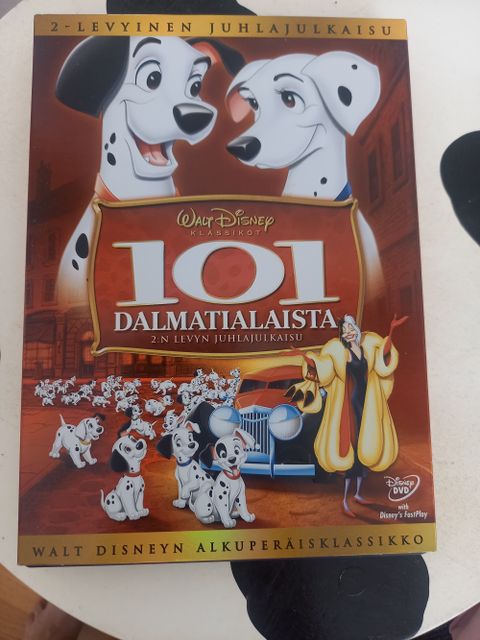 2-LEVYINEN JUHLAJULKAISU
WALT DISNEY
KLASSIKOT
101
DALMATIALAISTA
2:N LEVYN JUHLAJULKAISU
Disney
DVD
with
Disney's FastPlay
WALT DISNEYN ALKUPERÄISKLASSIKKO